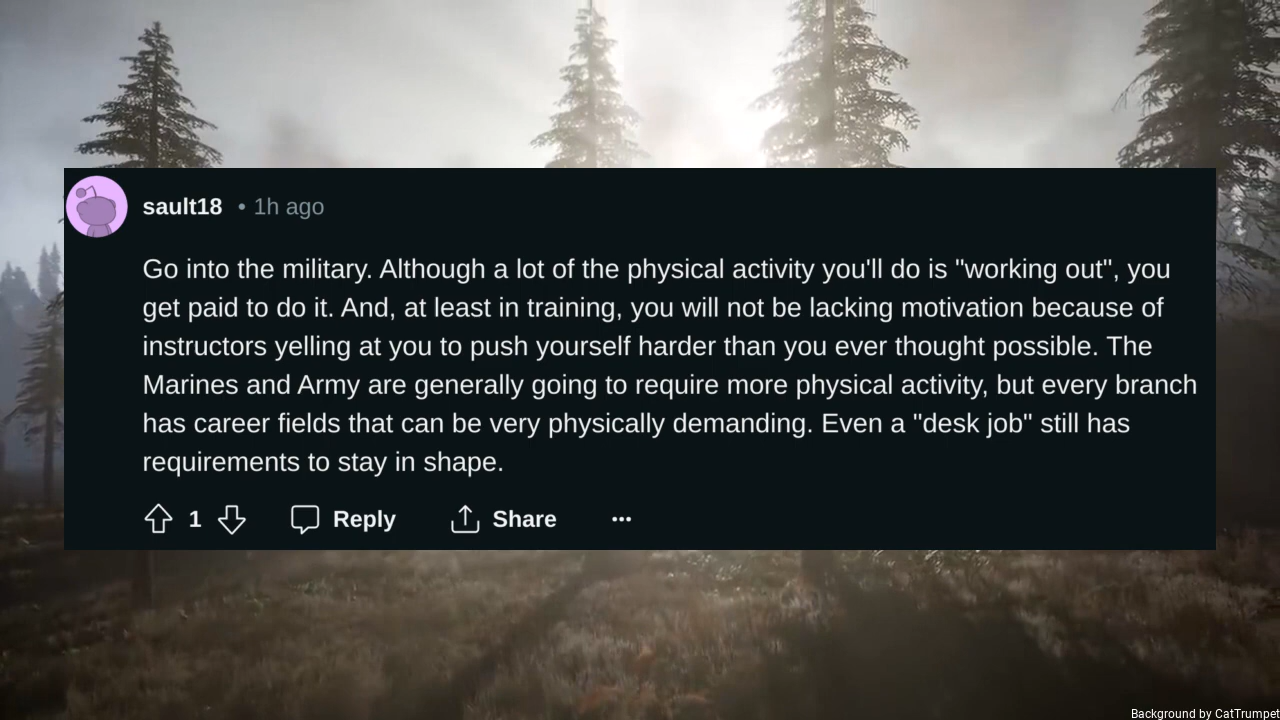 sault18 • 1h ago
Go into the military. Although a lot of the physical activity you'll do is "working out", you
get paid to do it. And, at least in training, you will not be lacking motivation because of
instructors yelling at you to push yourself harder than you ever thought possible. The
Marines and Army are generally going to require more physical activity, but every branch
has career fields that can be very physically demanding. Even a "desk job" still has
requirements to stay in shape.
1 Reply Share ···
Background by CatTrumpet